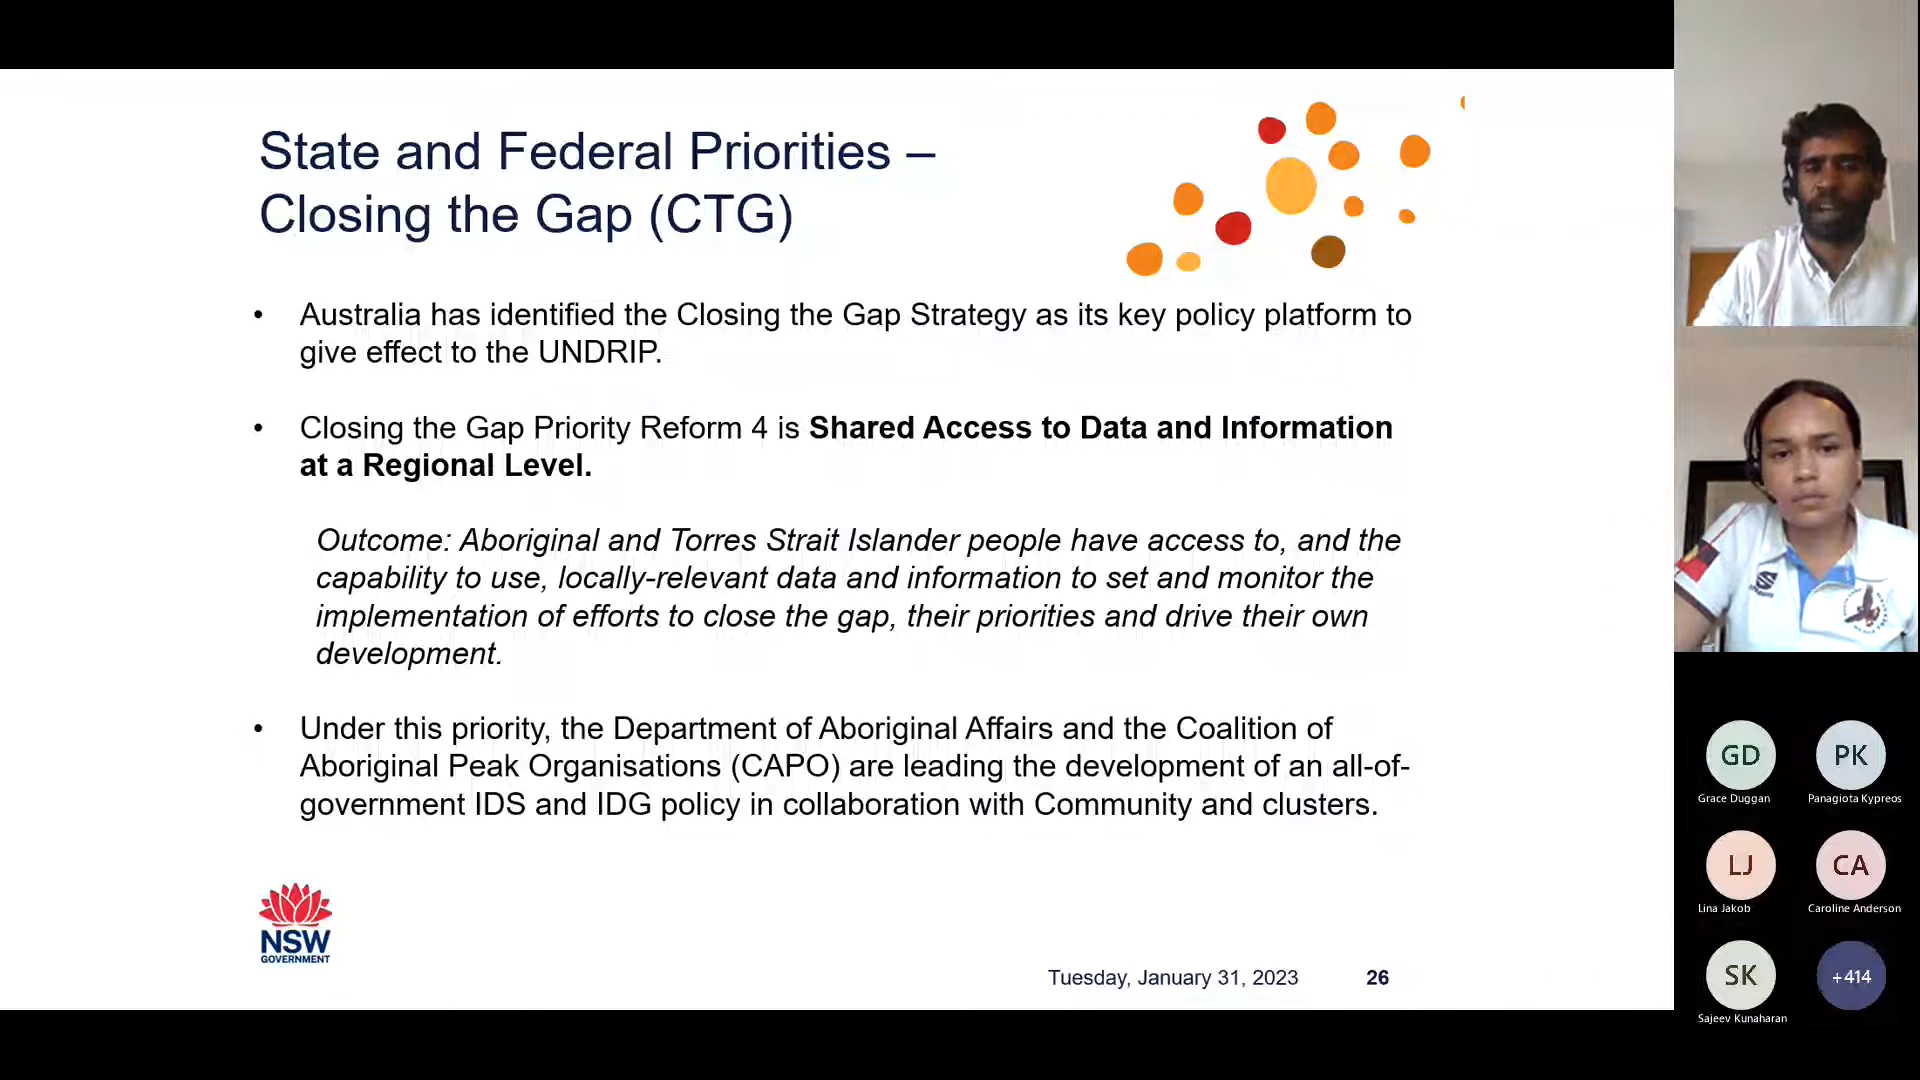 State and Federal Priorities –
Closing the Gap (CTG)
• Australia has identified the Closing the Gap Strategy as its key policy platform to
give effect to the UNDRIP.
• Closing the Gap Priority Reform 4 is Shared Access to Data and Information
at a Regional Level.
Outcome: Aboriginal and Torres Strait Islander people have access to, and the
capability to use, locally-relevant data and information to set and monitor the
implementation of efforts to close the gap, their priorities and drive their own
development.
• Under this priority, the Department of Aboriginal Affairs and the Coalition of
Aboriginal Peak Organisations (CAPO) are leading the development of an all-of-
government IDS and IDG policy in collaboration with Community and clusters.
NSW
GOVERNMENT
Tuesday, January 31, 2023 26
GD PK
Grace Duggan Panagiota Kypreos
LJ CA
Lina Jakob Caroline Anderson
SK +414
Sajeev Kunaharan